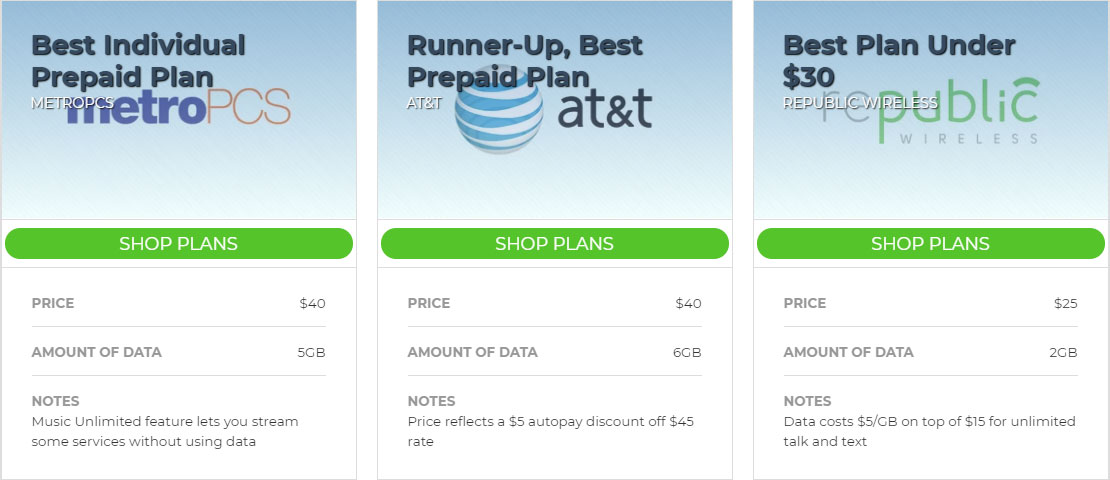 Best Individual
Prepaid Plan
METROPCS
metroPCS
SHOP PLANS
PRICE $40
AMOUNT OF DATA 5GB
NOTES
Music Unlimited feature lets you stream
some services without using data
Runner-Up, Best
Prepaid Plan
AT&T
at&t
SHOP PLANS
PRICE $40
AMOUNT OF DATA 6GB
NOTES
Price reflects a $5 autopay discount off $45
rate
Best Plan Under
$30
REPUBLIC WIRELESS
republic
WIRELESS
SHOP PLANS
PRICE $25
AMOUNT OF DATA 2GB
NOTES
Data costs $5/GB on top of $15 for unlimited
talk and text